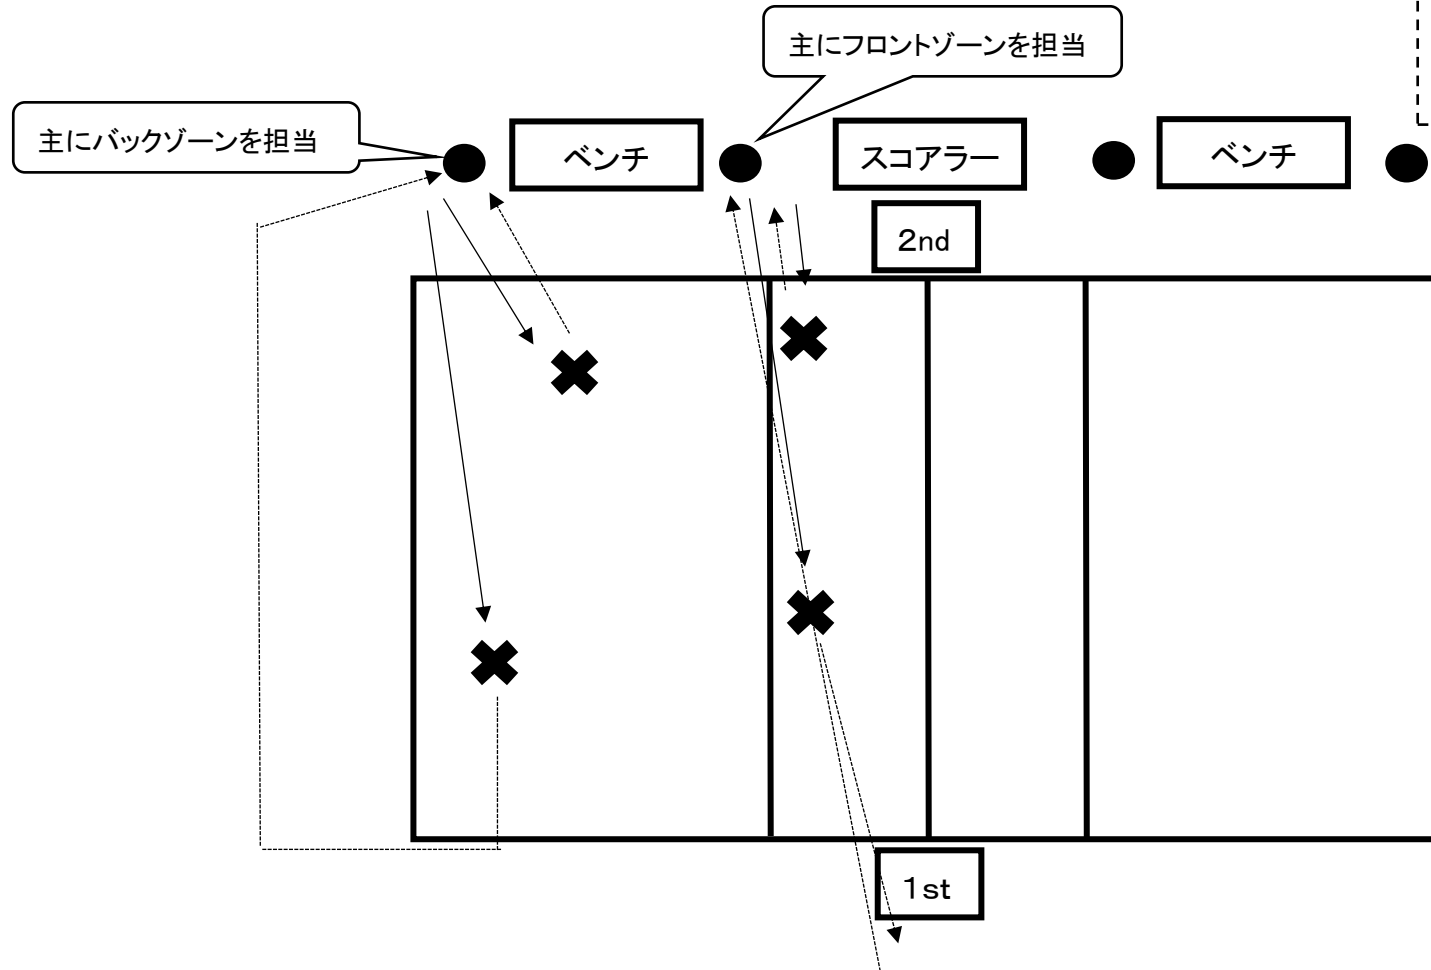 主にフロントゾーンを担当
主にバックゾーンを担当
ベンチ
スコアラー
ベンチ
2nd
1st